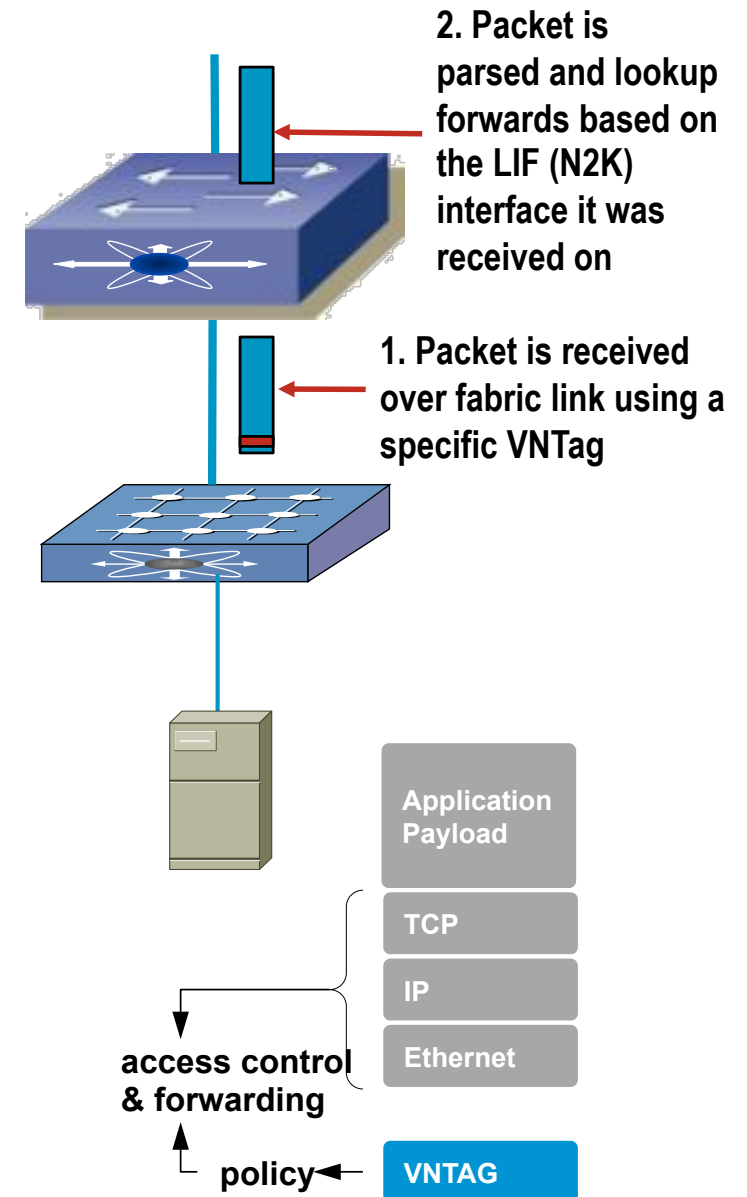 2. Packet is
parsed and lookup
forwards based on
the LIF (N2K)
interface it was
received on
1. Packet is received
over fabric link using a
specific VNTag
Application
Payload
TCP
IP
Ethernet
access control
& forwarding
policy
VNTAG